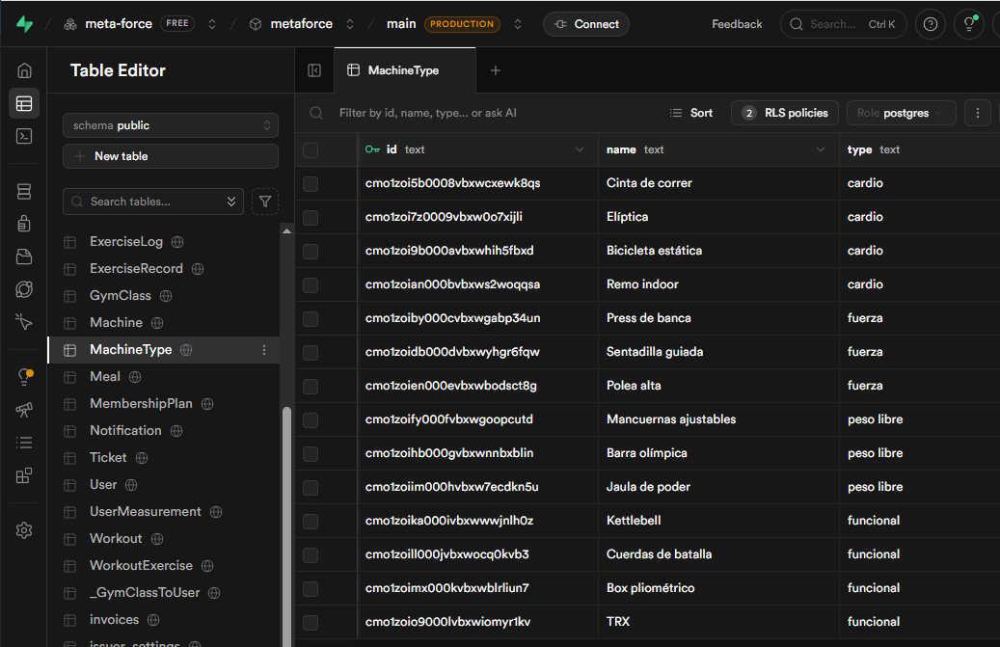 meta-force FREE metaforce main PRODUCTION Connect Feedback Search... Ctrl K
Table Editor
MachineType
schema public
New table
Search tables...
ExerciseLog
ExerciseRecord
GymClass
Machine
MachineType
Meal
MembershipPlan
Notification
Ticket
User
UserMeasurement
Workout
WorkoutExercise
_GymClassToUser
invoices
issuer_settings
Filter by id, name, type... or ask AI Sort 2 RLS policies Role postgres
id text name text type text
cmo1zoi5b0008vbxwcxewk8qs Cinta de correr cardio
cmo1zoi7z0009vbxw0o7xijli Elíptica cardio
cmo1zoi9b000avbxwhih5fbxd Bicicleta estática cardio
cmo1zoian000bvbxws2woqqsa Remo indoor cardio
cmo1zoiby000cvbxwgabp34un Press de banca fuerza
cmo1zoidb000dvbxwyhgr6fqw Sentadilla guiada fuerza
cmo1zoien000evbxwbodsct8g Polea alta fuerza
cmo1zoify000fvbxwgoopcutd Mancuernas ajustables peso libre
cmo1zoihb000gvbxwnnbxblin Barra olímpica peso libre
cmo1zoiim000hvbxw7ecdkn5u Jaula de poder peso libre
cmo1zoika000ivbxwwwjnlh0z Kettlebell funcional
cmo1zoill000jvbxwocq0kvb3 Cuerdas de batalla funcional
cmo1zoimx000kvbxwblrliun7 Box pliométrico funcional
cmo1zoio9000lvbxwiomyr1kv TRX funcional